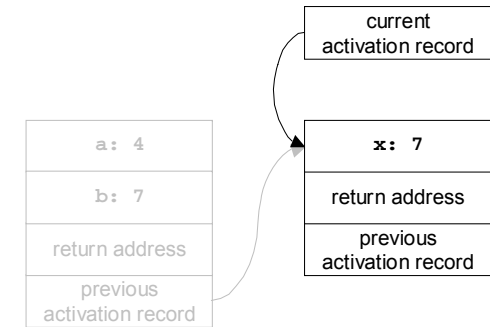 current
activation record
a: 4
b: 7
return address
previous
activation record
x: 7
return address
previous
activation record